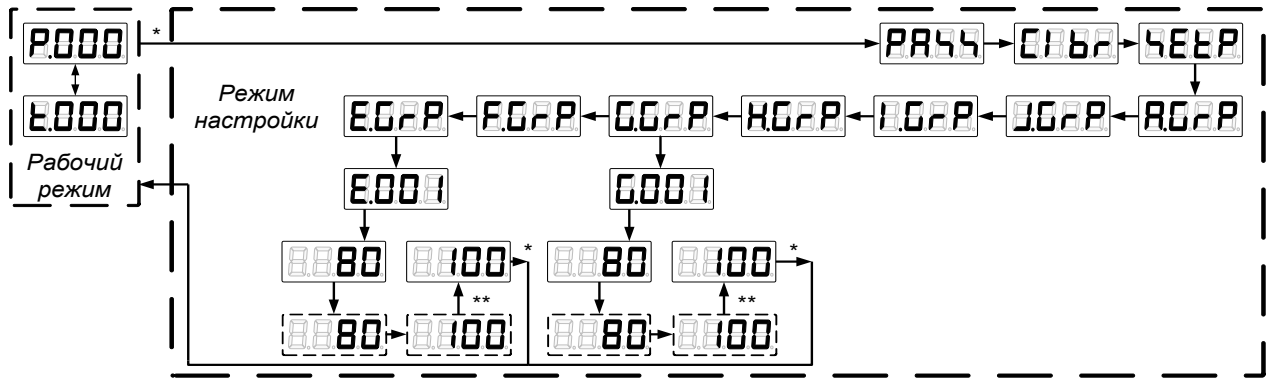 P.000
*
PASS
CIbr
SEtP
t.000
Режим
настройки
E.GrP
F.GrP
G.GrP
H.GrP
I.GrP
J.GrP
A.GrP
Рабочий
режим
E.001
G.001
80
100
*
80
100
*
**
**
80
100
80
100